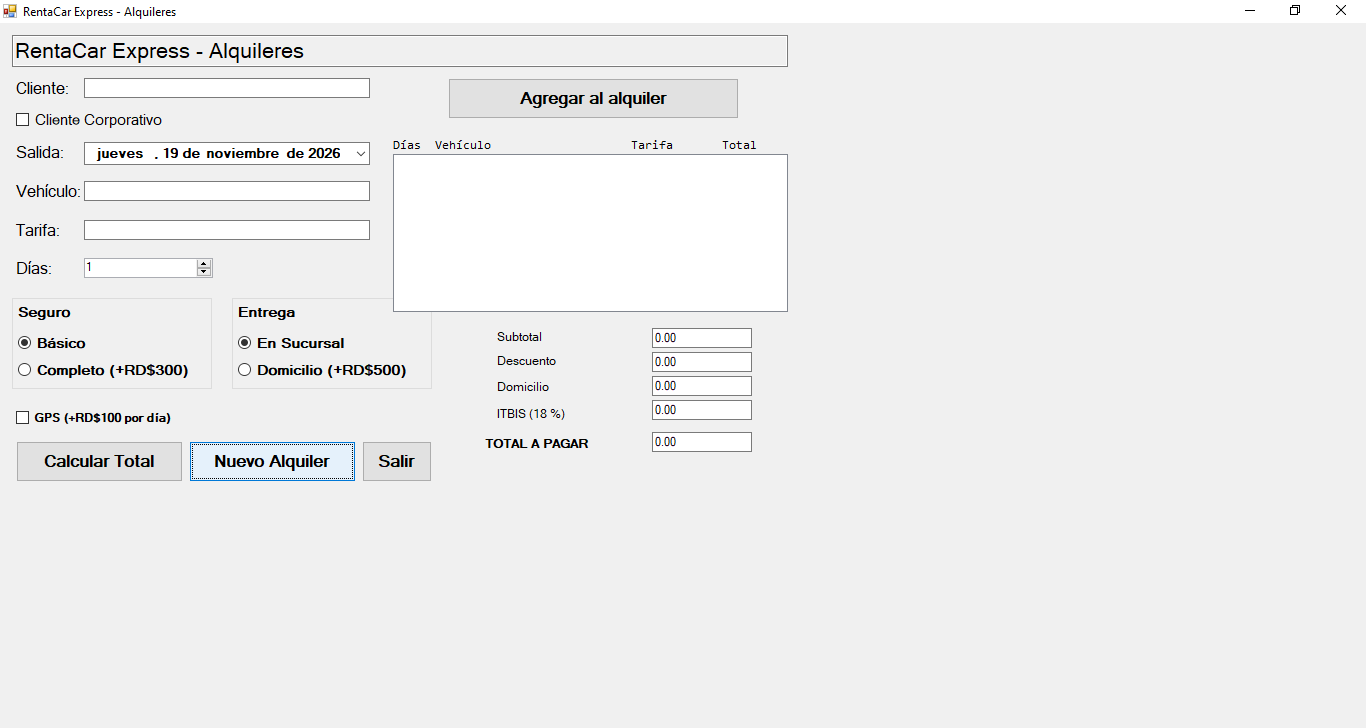 RentaCar Express - Alquileres
RentaCar Express - Alquileres
Cliente:
Agregar al alquiler
Cliente Corporativo
Días Vehículo Tarifa Total
Salida: jueves , 19 de noviembre de 2026
Vehículo:
Tarifa:
Días: 1
Seguro
Básico
Completo (+RD$300)
Entrega
En Sucursal
Domicilio (+RD$500)
GPS (+RD$100 por día)
Subtotal 0.00
Descuento 0.00
Domicilio 0.00
ITBIS (18 %) 0.00
TOTAL A PAGAR 0.00
Calcular Total Nuevo Alquiler Salir